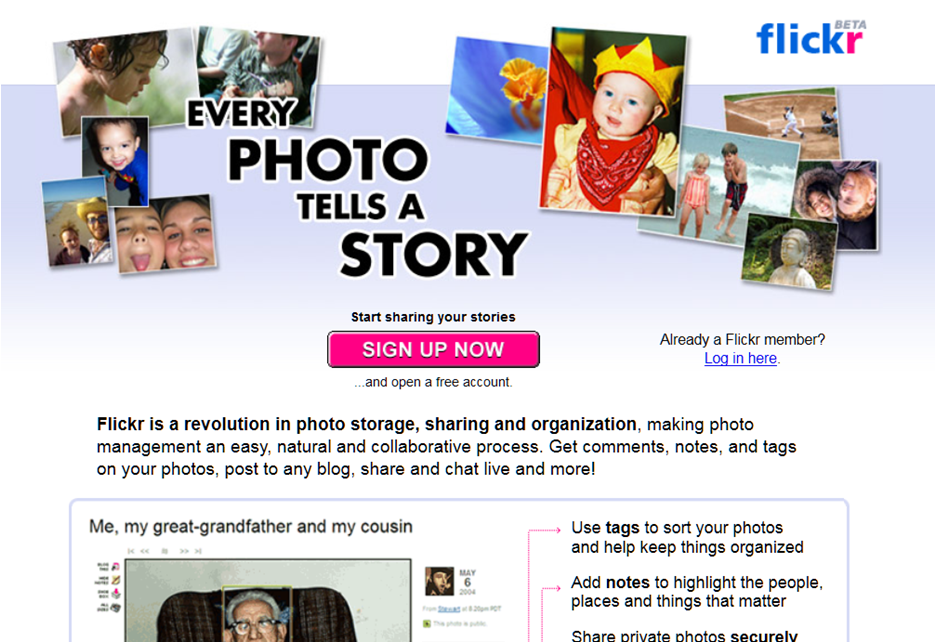 BETA
flickr
EVERY
PHOTO
TELLS A
STORY
Start sharing your stories
SIGN UP NOW
...and open a free account.
Already a Flickr member?
Log in here.
Flickr is a revolution in photo storage, sharing and organization, making photo
management an easy, natural and collaborative process. Get comments, notes, and tags
on your photos, post to any blog, share and chat live and more!
Me, my great-grandfather and my cousin
MAY
6
2004
From Stewart at 8.20pm PDT
This photo is public.
Use tags to sort your photos
and help keep things organized
Add notes to highlight the people,
places and things that matter
Share private photos securely